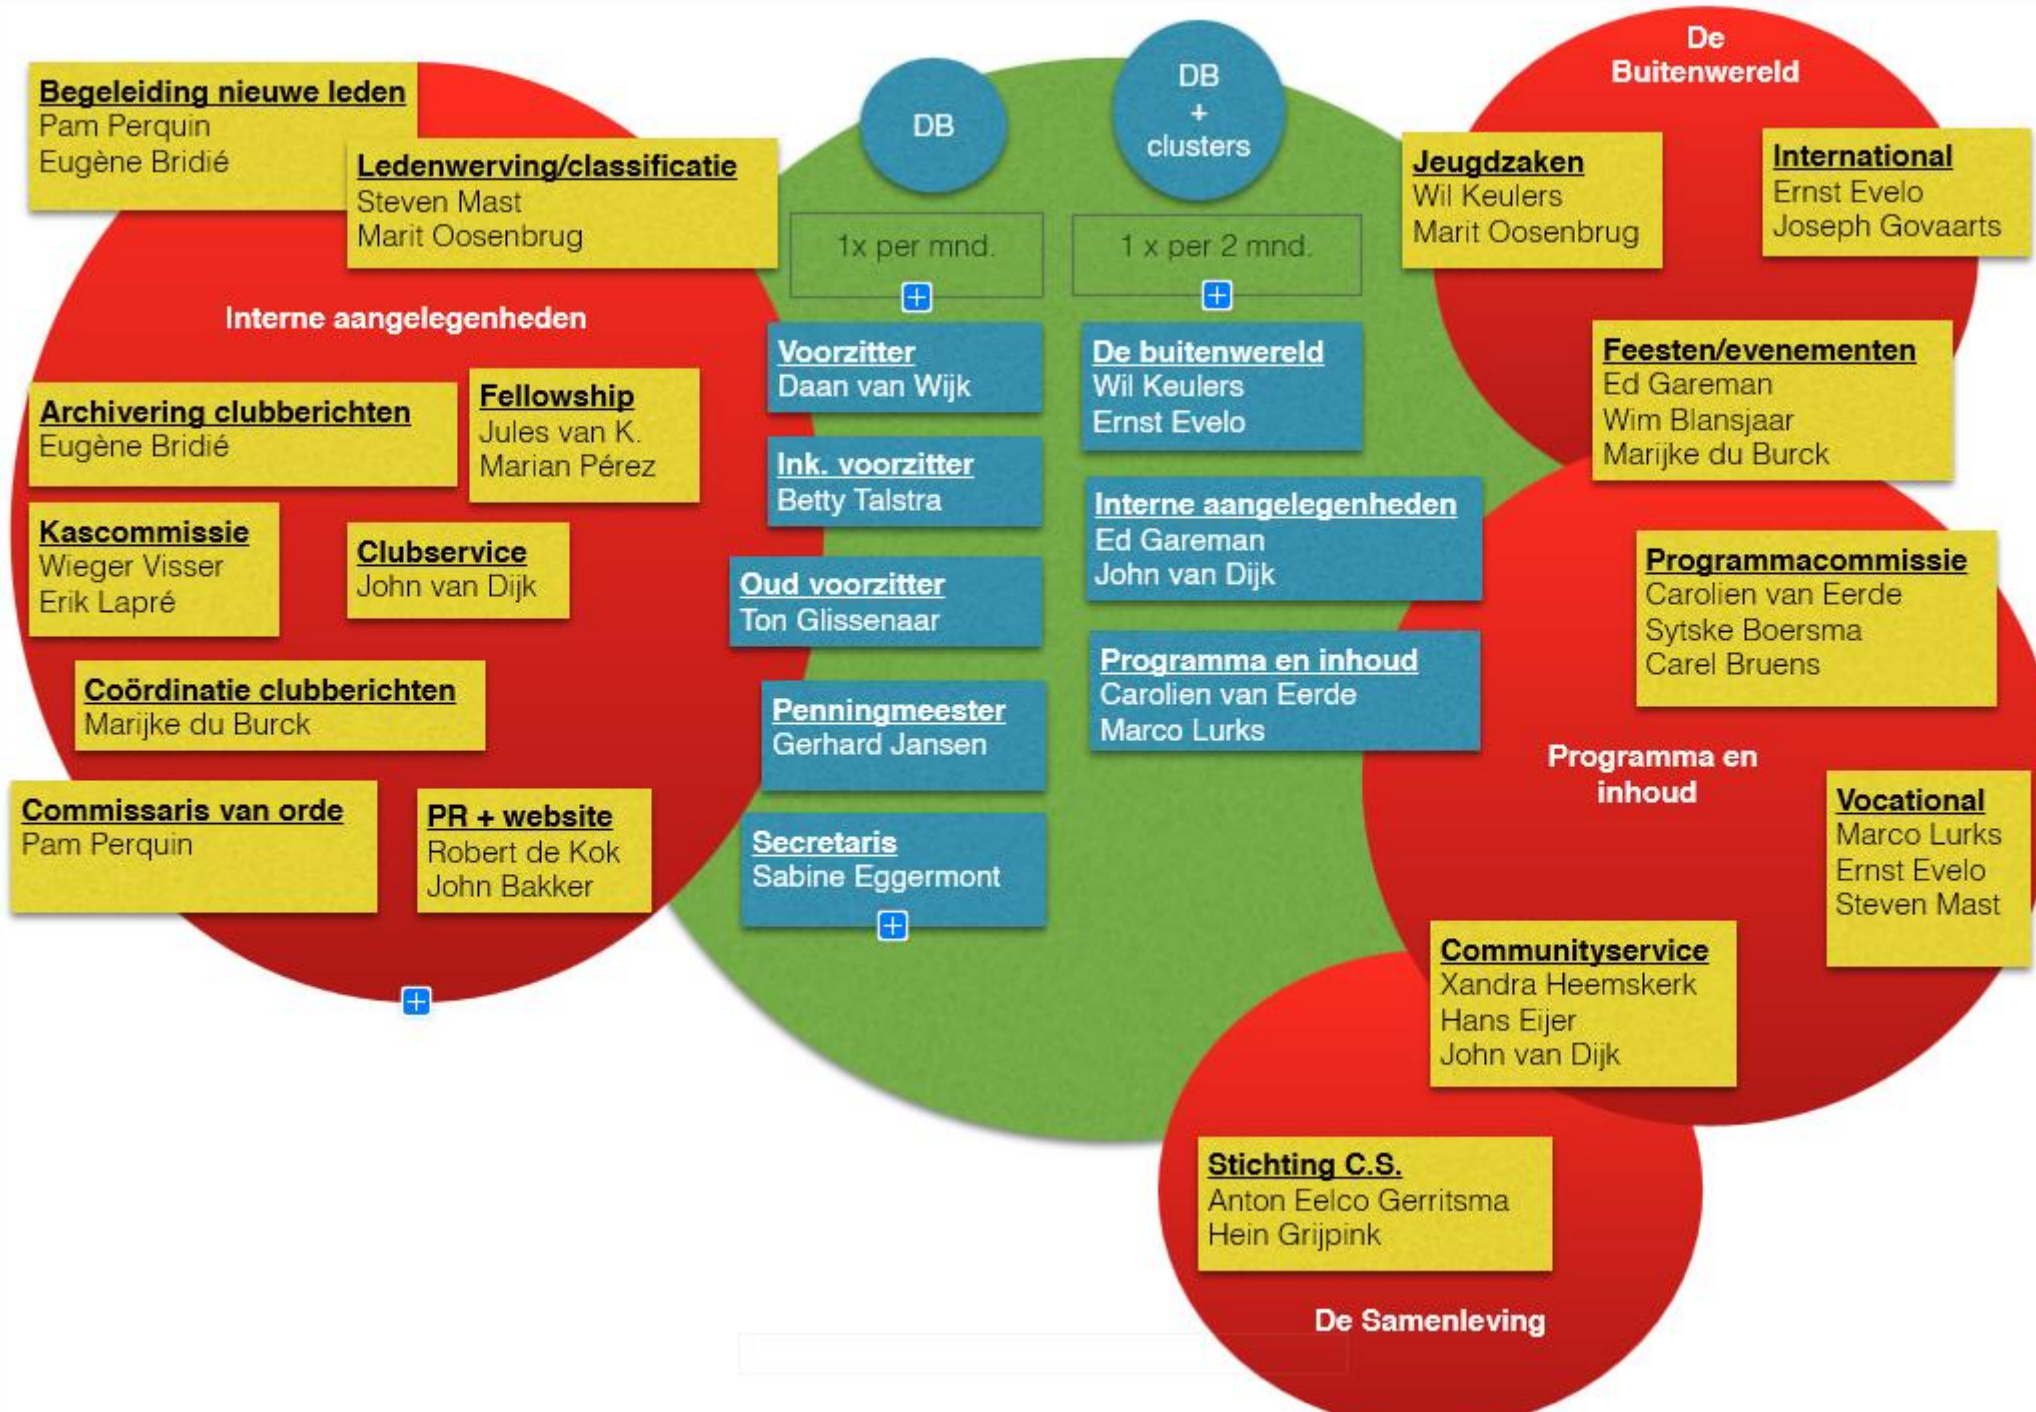 Begeleiding nieuwe leden
Pam Perquin
Eugène Bridié
Ledenwerving/classificatie
Steven Mast
Marit Oosenbrug
Interne aangelegenheden
Archivering clubberichten
Eugène Bridié
Fellowship
Jules van K.
Marian Pérez
Kascommissie
Wieger Visser
Erik Lapré
Clubservice
John van Dijk
Coördinatie clubberichten
Marijke du Burck
Commissaris van orde
Pam Perquin
PR + website
Robert de Kok
John Bakker
DB
1x per mnd.
Voorzitter
Daan van Wijk
Ink. voorzitter
Betty Talstra
Oud voorzitter
Ton Glissenaar
Penningmeester
Gerhard Jansen
Secretaris
Sabine Eggermont
DB
+
clusters
1 x per 2 mnd.
De buitenwereld
Wil Keulers
Ernst Evelo
Interne aangelegenheden
Ed Gareman
John van Dijk
Programma en inhoud
Carolien van Eerde
Marco Lurks
De
Buitenwereld
Jeugdzaken
Wil Keulers
Marit Oosenbrug
International
Ernst Evelo
Joseph Govaarts
Feesten/evenementen
Ed Gareman
Wim Blansjaar
Marijke du Burck
Programmacommissie
Carolien van Eerde
Sytske Boersma
Carel Bruens
Programma en
inhoud
Vocational
Marco Lurks
Ernst Evelo
Steven Mast
Communityservice
Xandra Heemskerk
Hans Eijer
John van Dijk
Stichting C.S.
Anton Eelco Gerritsma
Hein Grijpink
De Samenleving